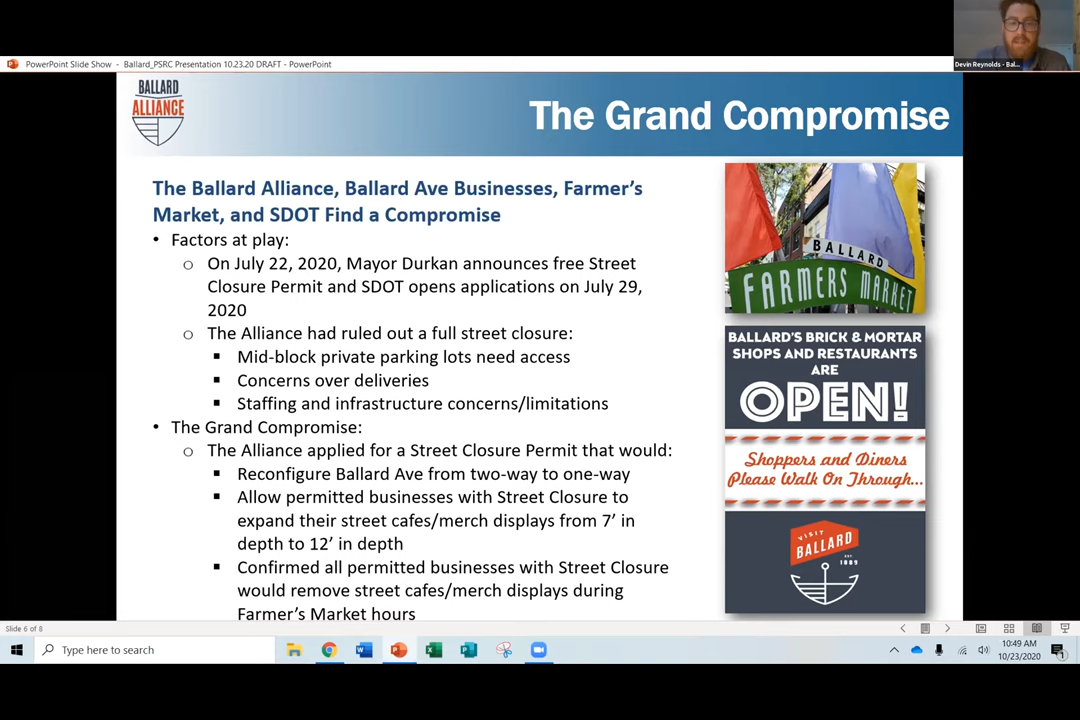 Devin Reynolds - Bal...
PowerPoint Slide Show - Ballard_PSRC Presentation 10.23.20 DRAFT - PowerPoint
BALLARD
ALLIANCE
The Grand Compromise
The Ballard Alliance, Ballard Ave Businesses, Farmer's
Market, and SDOT Find a Compromise
• Factors at play:
o On July 22, 2020, Mayor Durkan announces free Street
Closure Permit and SDOT opens applications on July 29,
2020
o The Alliance had ruled out a full street closure:
▪ Mid-block private parking lots need access
▪ Concerns over deliveries
▪ Staffing and infrastructure concerns/limitations
• The Grand Compromise:
o The Alliance applied for a Street Closure Permit that would:
▪ Reconfigure Ballard Ave from two-way to one-way
▪ Allow permitted businesses with Street Closure to
expand their street cafes/merch displays from 7’ in
depth to 12’ in depth
▪ Confirmed all permitted businesses with Street Closure
would remove street cafes/merch displays during
Farmer’s Market hours
BALLARD
FARMERS MARKET
BALLARD'S BRICK & MORTAR
SHOPS AND RESTAURANTS
ARE
OPEN!
Shoppers and Diners
Please Walk On Through...
VISIT
BALLARD
EST
1889
Slide 6 of 8
Type here to search
10:49 AM
10/23/2020